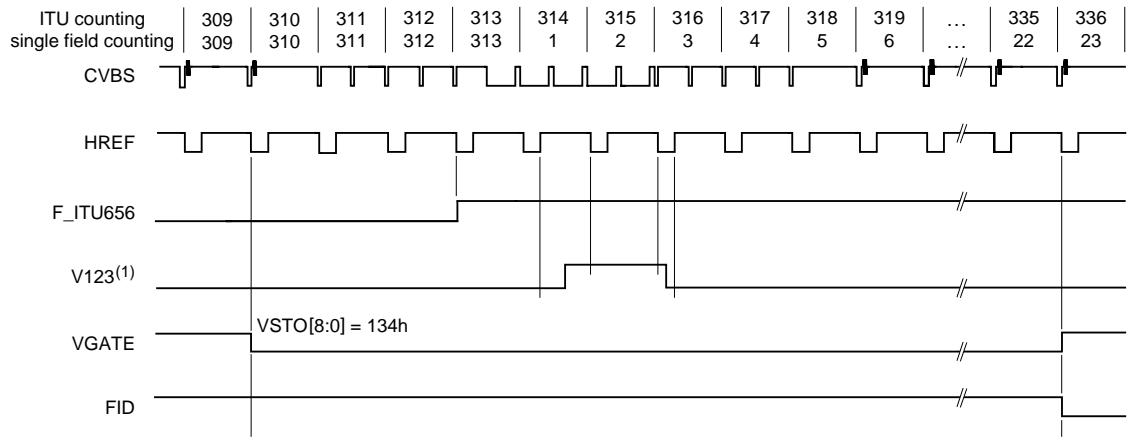 ITU counting 309 310 311 312 313 314 315 316 317 318 319 ... 335 336
single field counting 309 310 311 312 313 1 2 3 4 5 6 ... 22 23
CVBS
HREF
F_ITU656
V123(1)
VSTO[8:0] = 134h
VGATE
FID